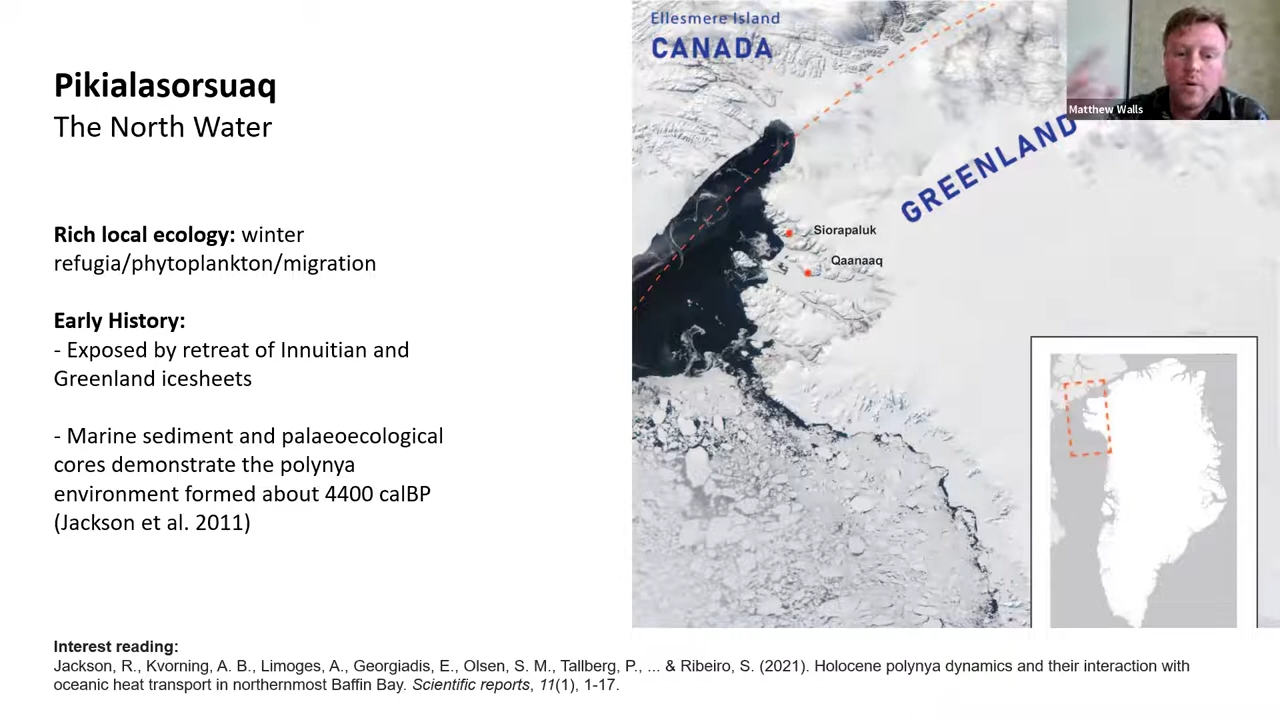 Pikialasorsuaq
The North Water
Rich local ecology: winter
refugia/phytoplankton/migration
Early History:
- Exposed by retreat of Innuitian and
Greenland icesheets
- Marine sediment and palaeoecological
cores demonstrate the polynya
environment formed about 4400 calBP
(Jackson et al. 2011)
Ellesmere Island
CANADA
GREENLAND
Siorapaluk
Qaanaaq
Matthew Walls
Interest reading:
Jackson, R., Kvorning, A. B., Limoges, A., Georgiadis, E., Olsen, S. M., Tallberg, P., ... & Ribeiro, S. (2021). Holocene polynya dynamics and their interaction with
oceanic heat transport in northernmost Baffin Bay. Scientific reports, 11(1), 1-17.